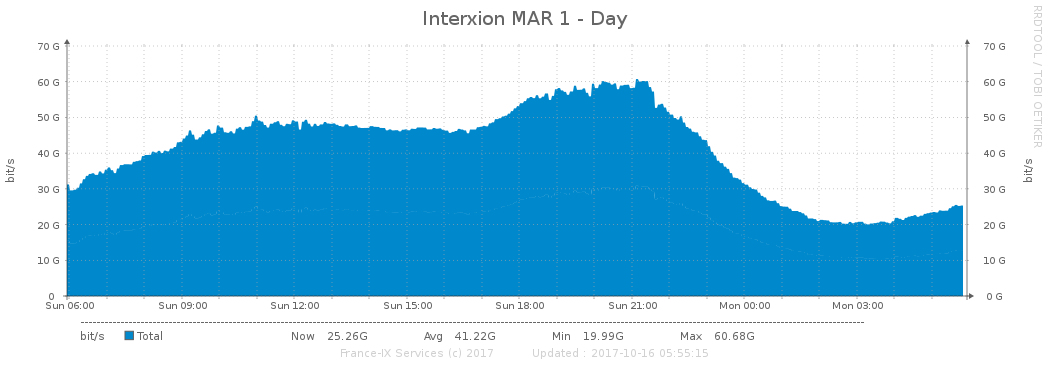 Interxion MAR 1 - Day
RRDTOOL / TOBI OETIKER
70 G 70 G
60 G 60 G
50 G 50 G
40 G 40 G
30 G 30 G
20 G 20 G
10 G 10 G
0 0 G
bit/s bit/s
Sun 06:00 Sun 09:00 Sun 12:00 Sun 15:00 Sun 18:00 Sun 21:00 Mon 00:00 Mon 03:00
bit/s Total Now 25.26G Avg 41.22G Min 19.99G Max 60.68G
France-IX Services (c) 2017 Updated : 2017-10-16 05:55:15